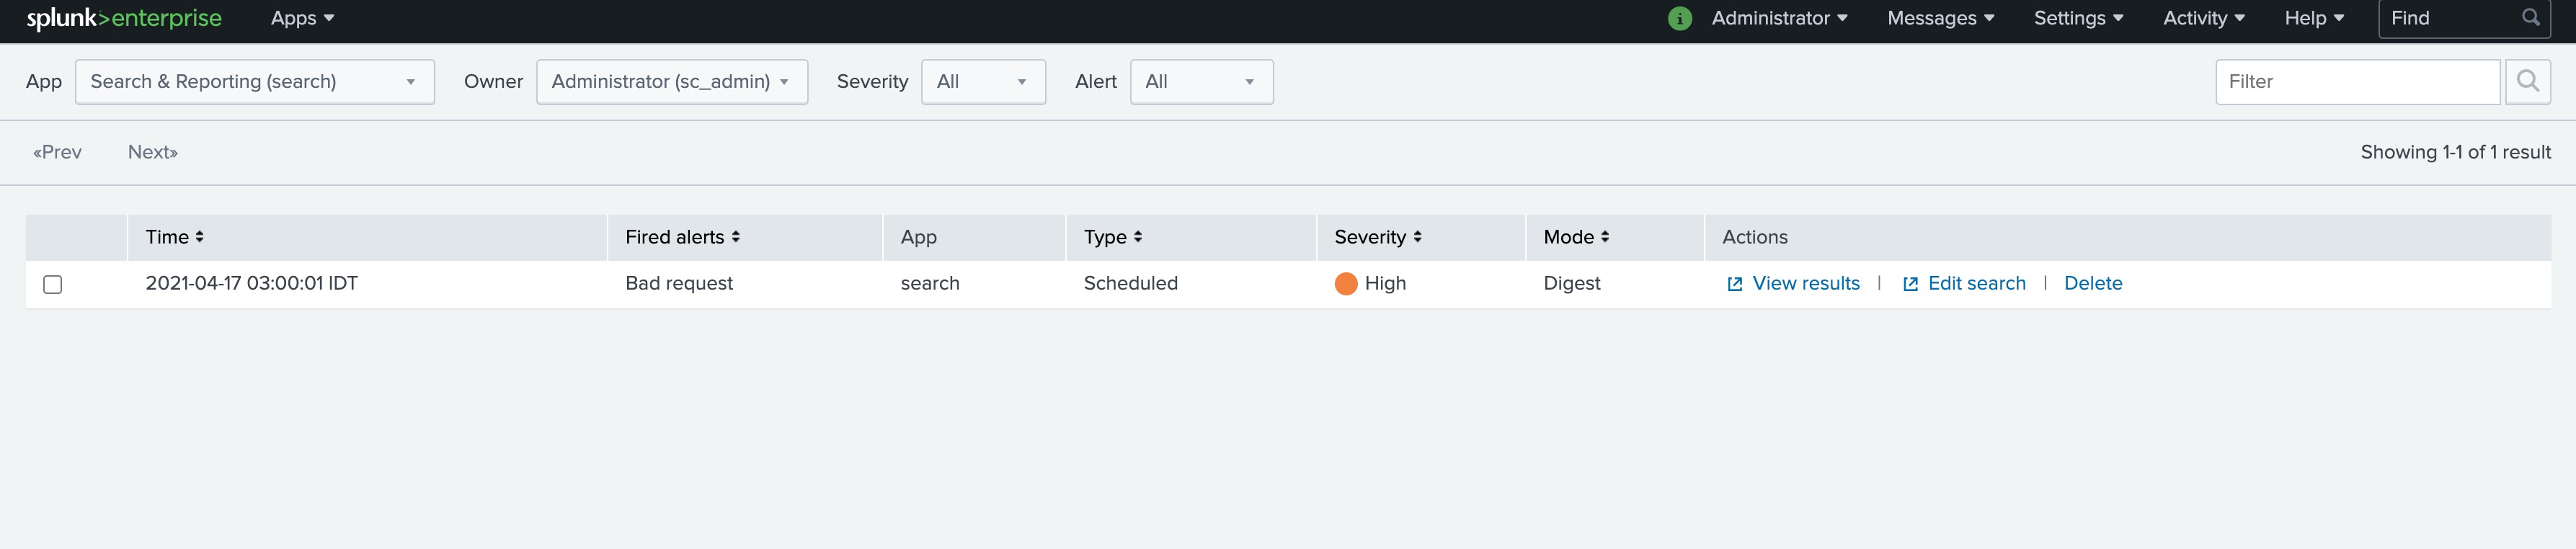 splunk>enterprise Apps i Administrator Messages Settings Activity Help Find
App Search & Reporting (search) Owner Administrator (sc_admin) Severity All Alert All Filter
«Prev Next» Showing 1-1 of 1 result
Time Fired alerts App Type Severity Mode Actions
2021-04-17 03:00:01 IDT Bad request search Scheduled High Digest View results | Edit search | Delete